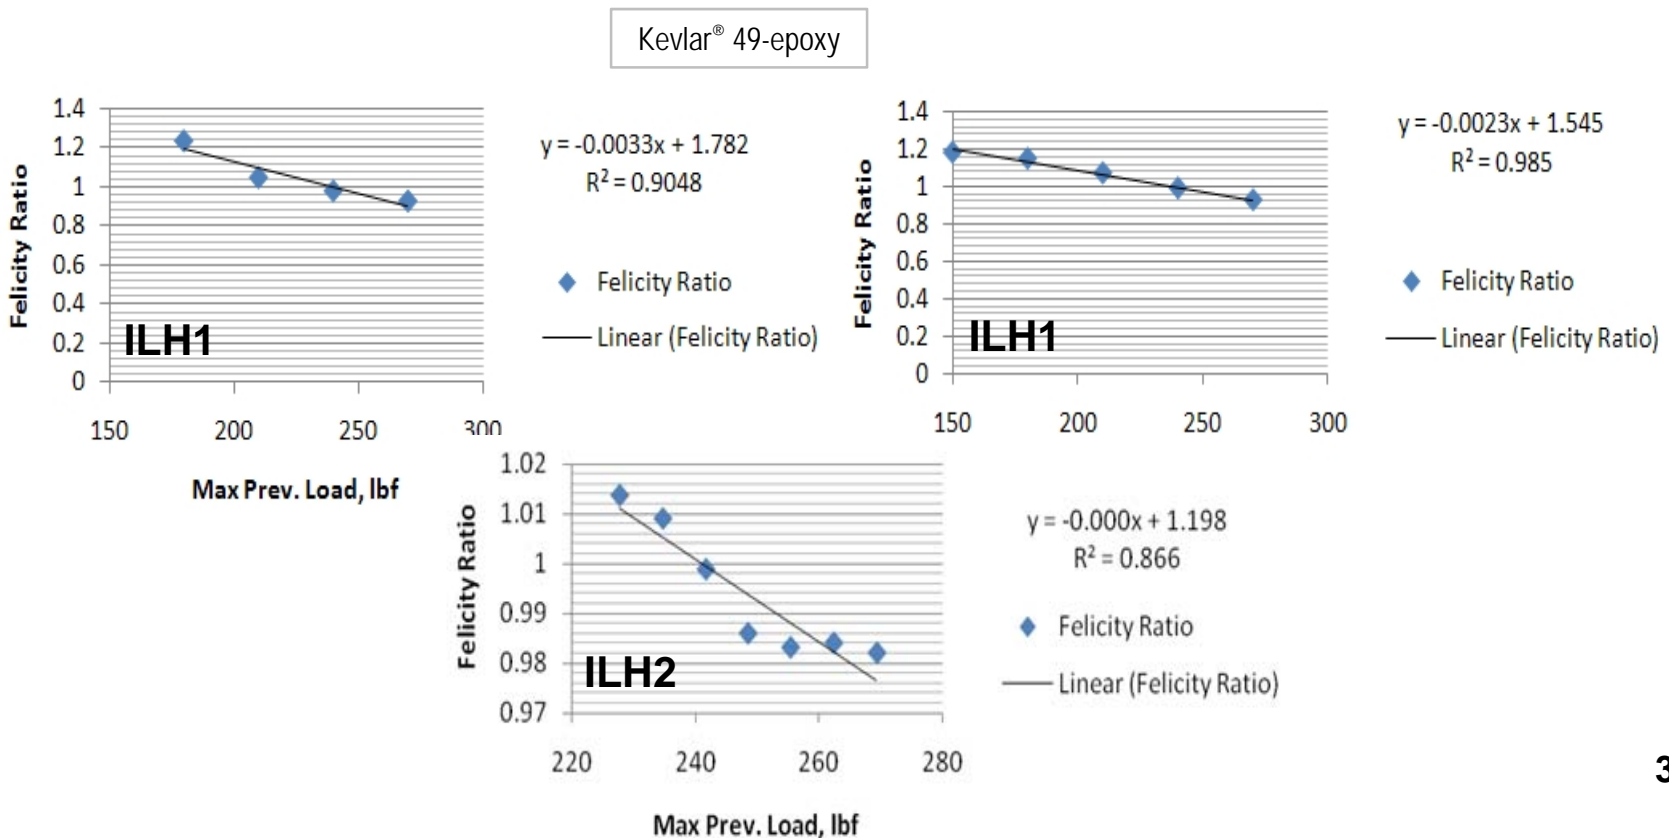 Kevlar® 49-epoxy
1.4
1.2
1
0.8
0.6
0.4
0.2
0
Felicity Ratio
ILH1
150 200 250 300
Max Prev. Load, lbf
y = -0.0033x + 1.782
R² = 0.9048
Felicity Ratio
Linear (Felicity Ratio)
1.4
1.2
1
0.8
0.6
0.4
0.2
0
Felicity Ratio
ILH1
150 200 250 300
y = -0.0023x + 1.545
R² = 0.985
Felicity Ratio
Linear (Felicity Ratio)
1.02
1.01
1
0.99
0.98
0.97
Felicity Ratio
ILH2
220 240 260 280
Max Prev. Load, lbf
y = -0.000x + 1.198
R² = 0.866
Felicity Ratio
Linear (Felicity Ratio)
3